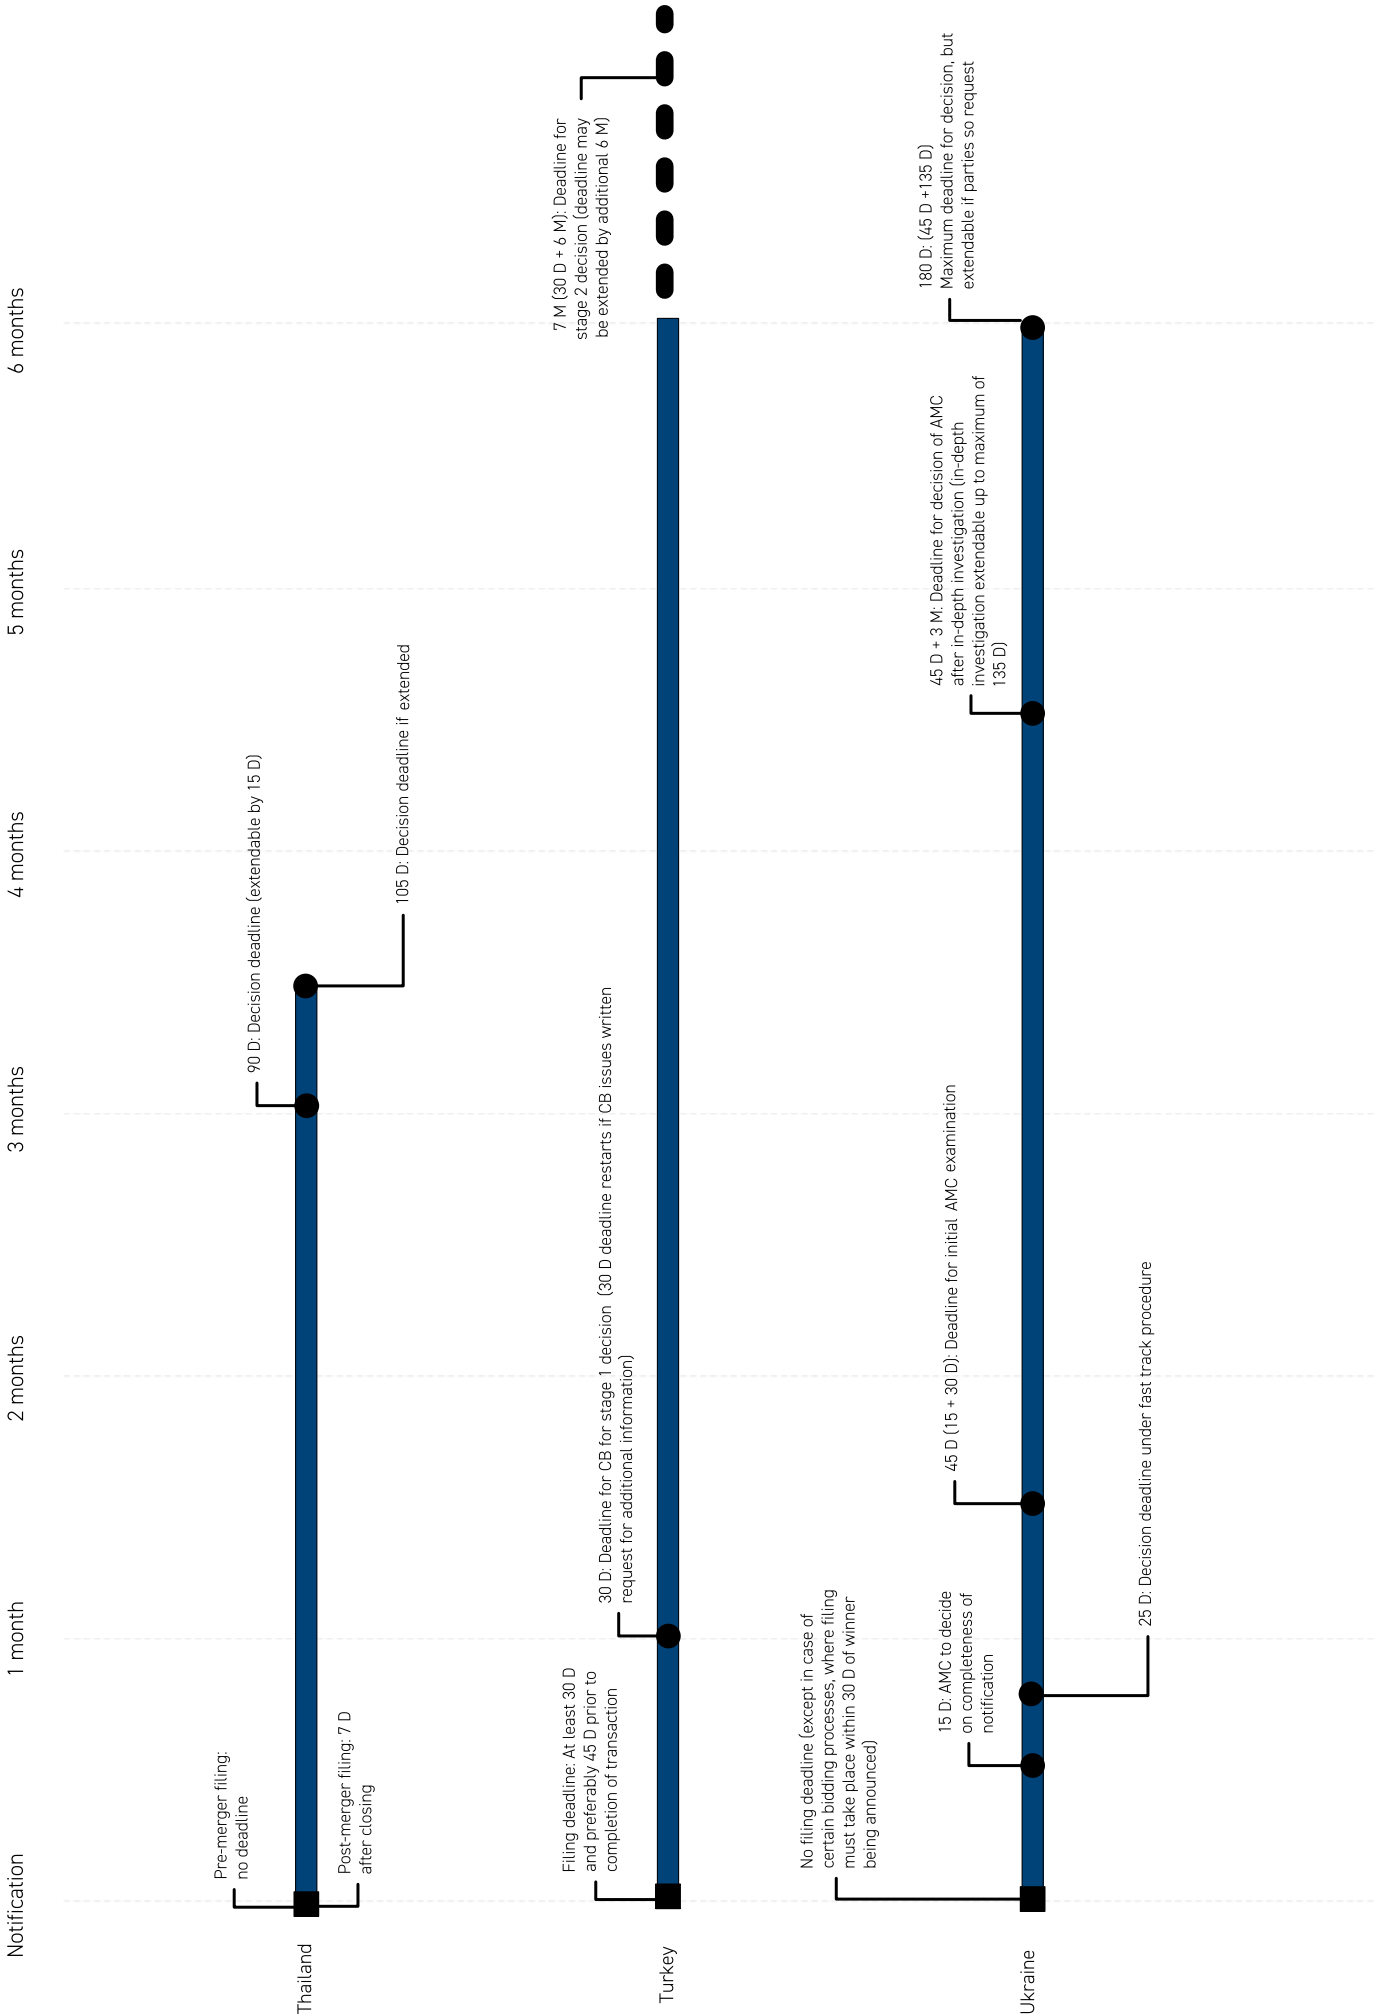 Notification
1 month
2 months
3 months
4 months
5 months
6 months
Thailand
Pre-merger filing:
no deadline
Post-merger filing: 7 D
after closing
90 D: Decision deadline (extendable by 15 D)
105 D: Decision deadline if extended
Turkey
Filing deadline: At least 30 D
and preferably 45 D prior to
completion of transaction
30 D: Deadline for CB for stage 1 decision (30 D deadline restarts if CB issues written
request for additional information)
7 M (30 D + 6 M): Deadline for
stage 2 decision (deadline may
be extended by additional 6 M)
Ukraine
No filing deadline (except in case of
certain bidding processes, where filing
must take place within 30 D of winner
being announced)
15 D: AMC to decide
on completeness of
notification
25 D: Decision deadline under fast track procedure
45 D (15 + 30 D): Deadline for initial AMC examination
45 D + 3 M: Deadline for decision of AMC
after in-depth investigation (in-depth
investigation extendable up to maximum of
135 D)
180 D: (45 D +135 D)
Maximum deadline for decision, but
extendable if parties so request